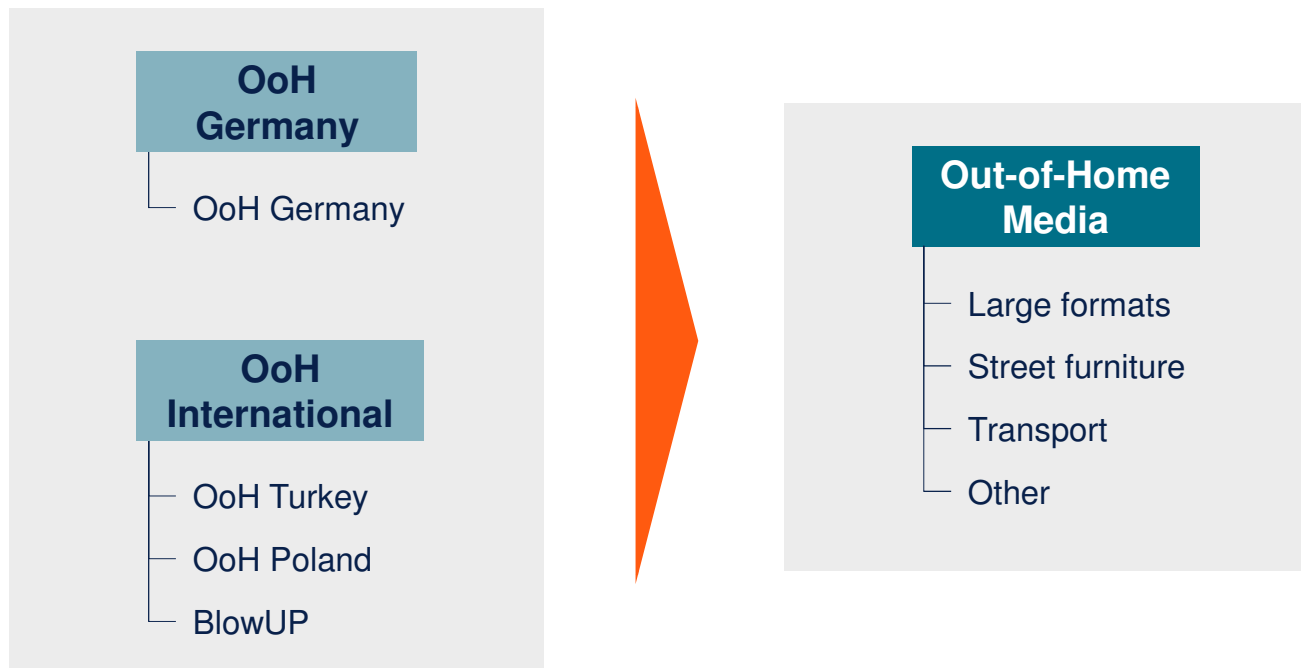 OoH
Germany
OoH Germany
OoH
International
OoH Turkey
OoH Poland
BlowUP
Out-of-Home
Media
Large formats
Street furniture
Transport
Other